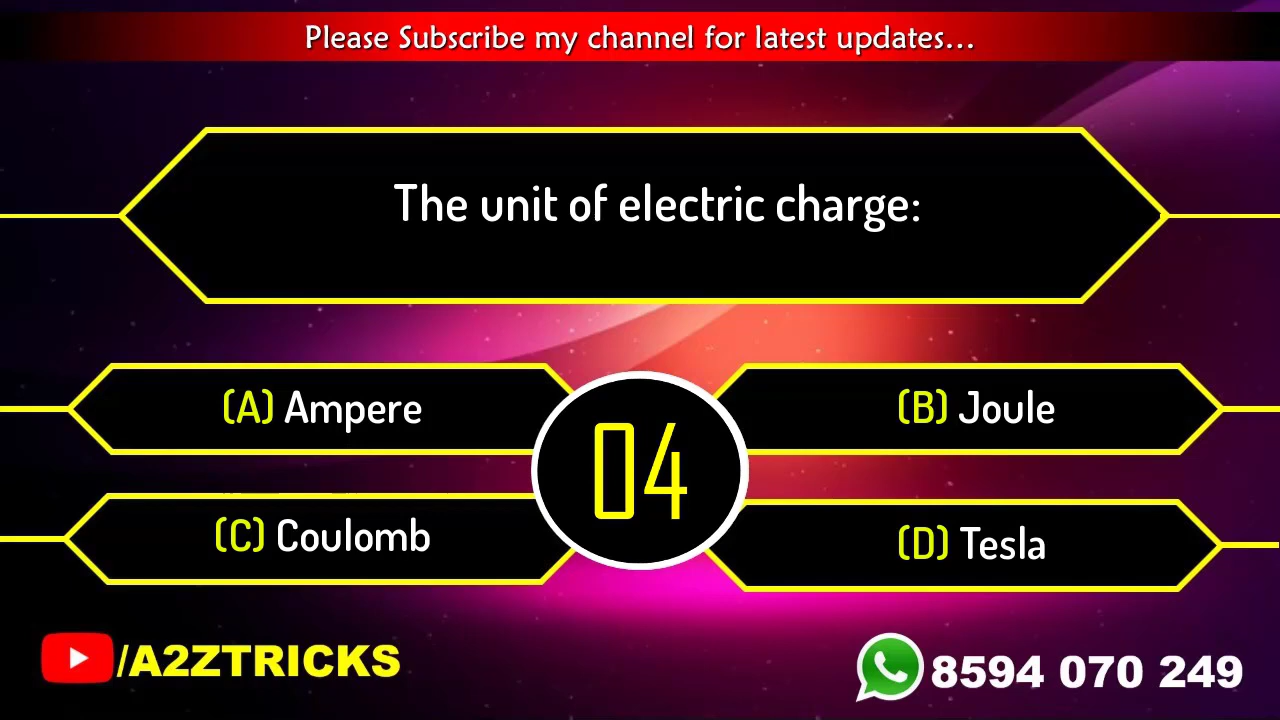 Please Subscribe my channel for latest updates...
The unit of electric charge:
(A) Ampere
(B) Joule
04
(C) Coulomb
(D) Tesla
/A2ZTRICKS
8594 070 249